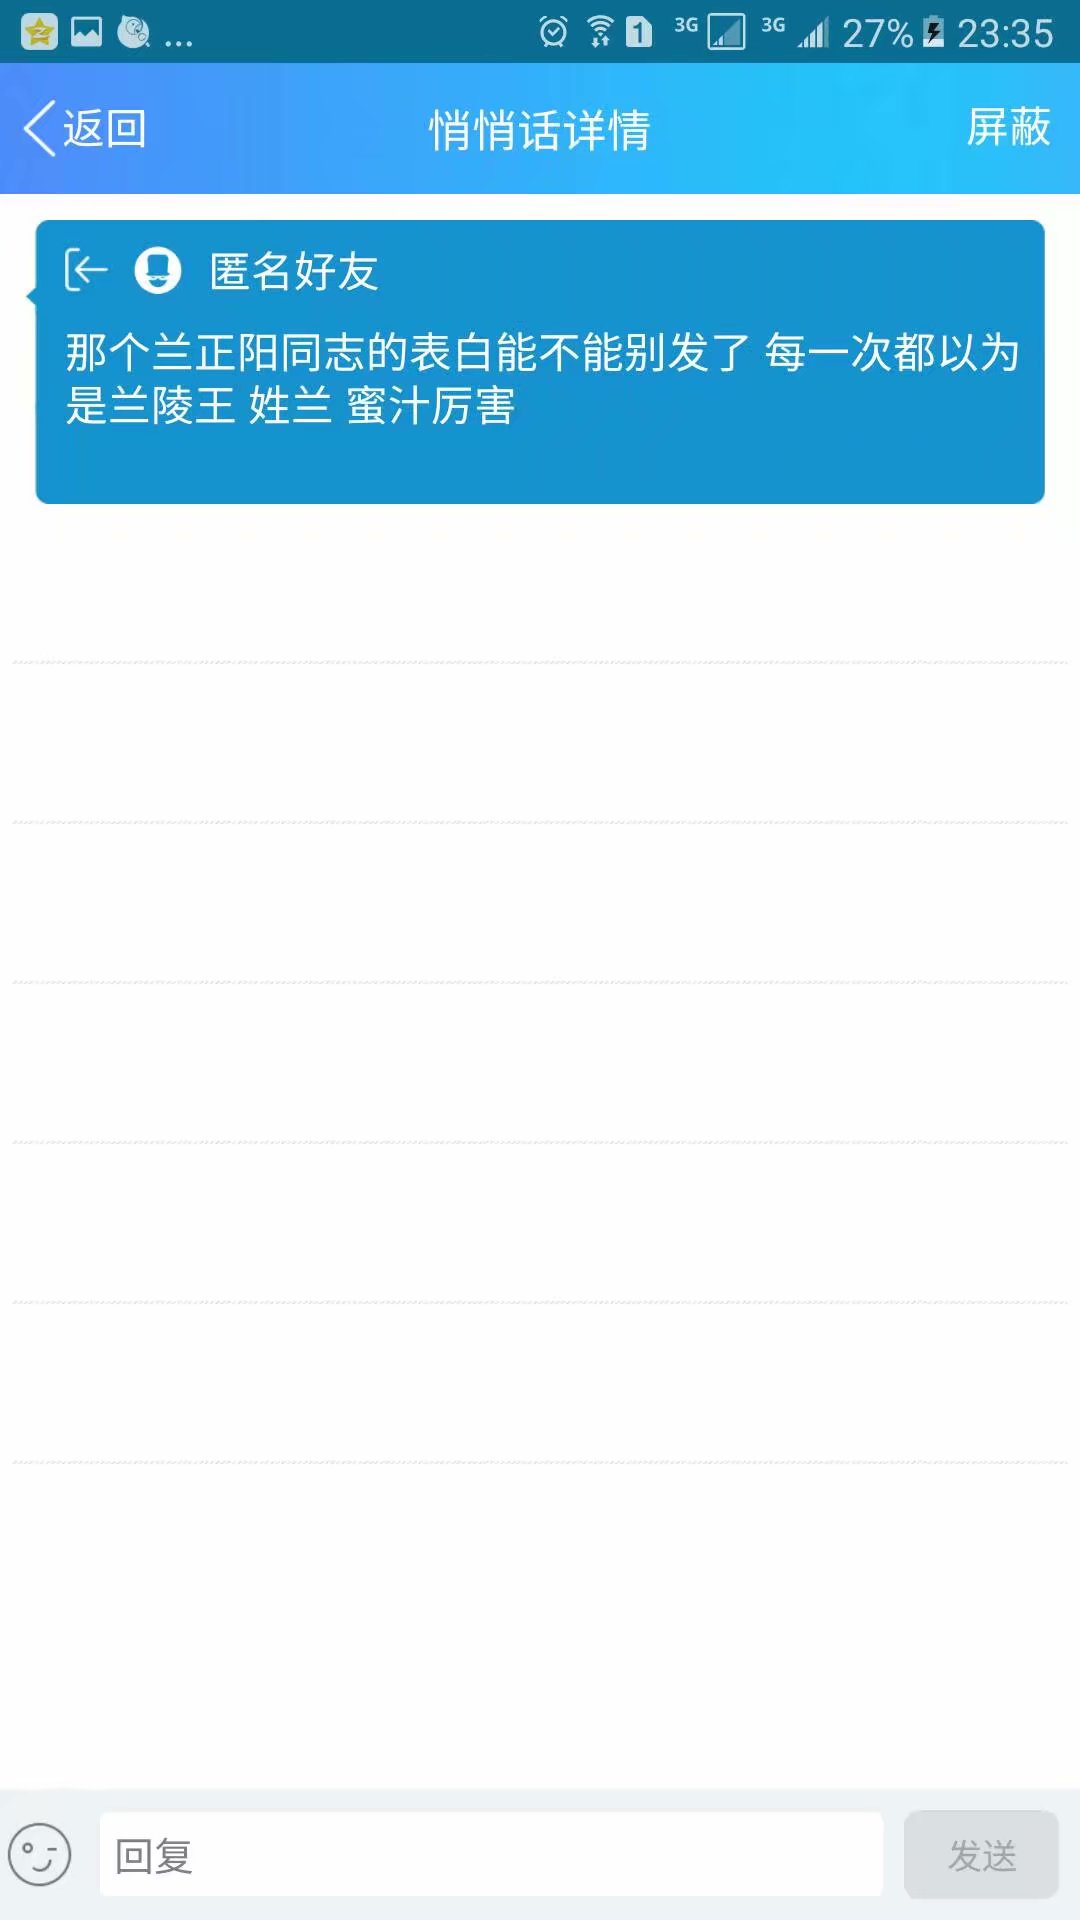 ... 1 3G 3G 27% 23:35
返回 悄悄话详情 屏蔽
匿名好友
那个兰正阳同志的表白能不能别发了 每一次都以为
是兰陵王 姓兰 蜜汁厉害
回复 发送